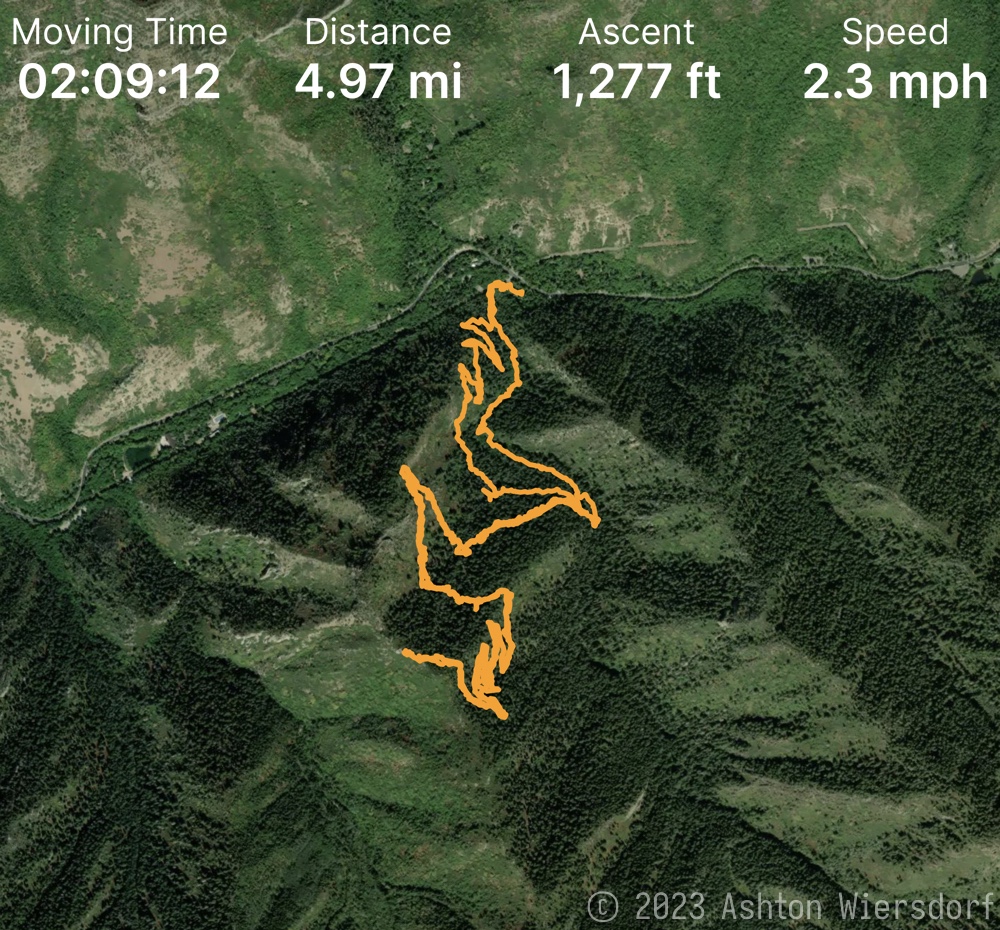 Moving Time Distance Ascent Speed
02:09:12 4.97 mi 1,277 ft 2.3 mph
© 2023 Ashton Wiersdorf